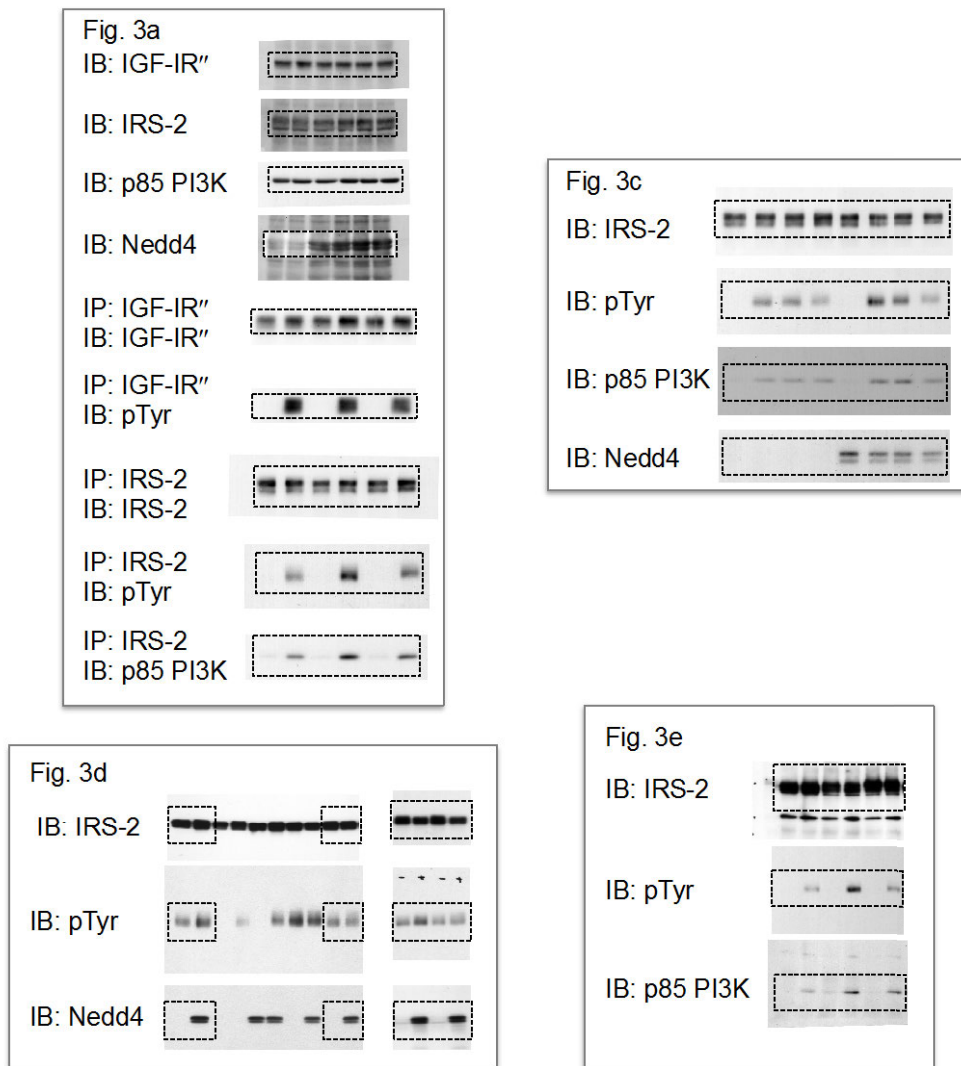 Fig. 3a
IB: IGF-IR″
IB: IRS-2
IB: p85 PI3K
IB: Nedd4
IP: IGF-IR″
IB: IGF-IR″
IP: IGF-IR″
IB: pTyr
IP: IRS-2
IB: IRS-2
IP: IRS-2
IB: pTyr
IP: IRS-2
IB: p85 PI3K
Fig. 3c
IB: IRS-2
IB: pTyr
IB: p85 PI3K
IB: Nedd4
Fig. 3d
IB: IRS-2
IB: pTyr
IB: Nedd4
Fig. 3e
IB: IRS-2
IB: pTyr
IB: p85 PI3K